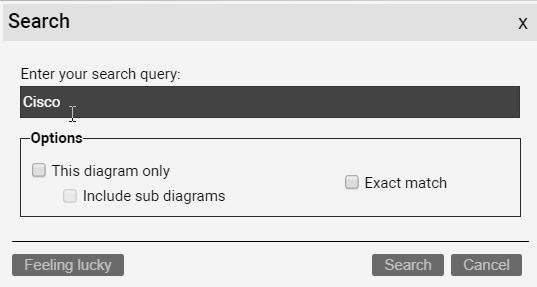 Search x
Enter your search query:
Cisco
Options
This diagram only
Include sub diagrams
Exact match
Feeling lucky Search Cancel